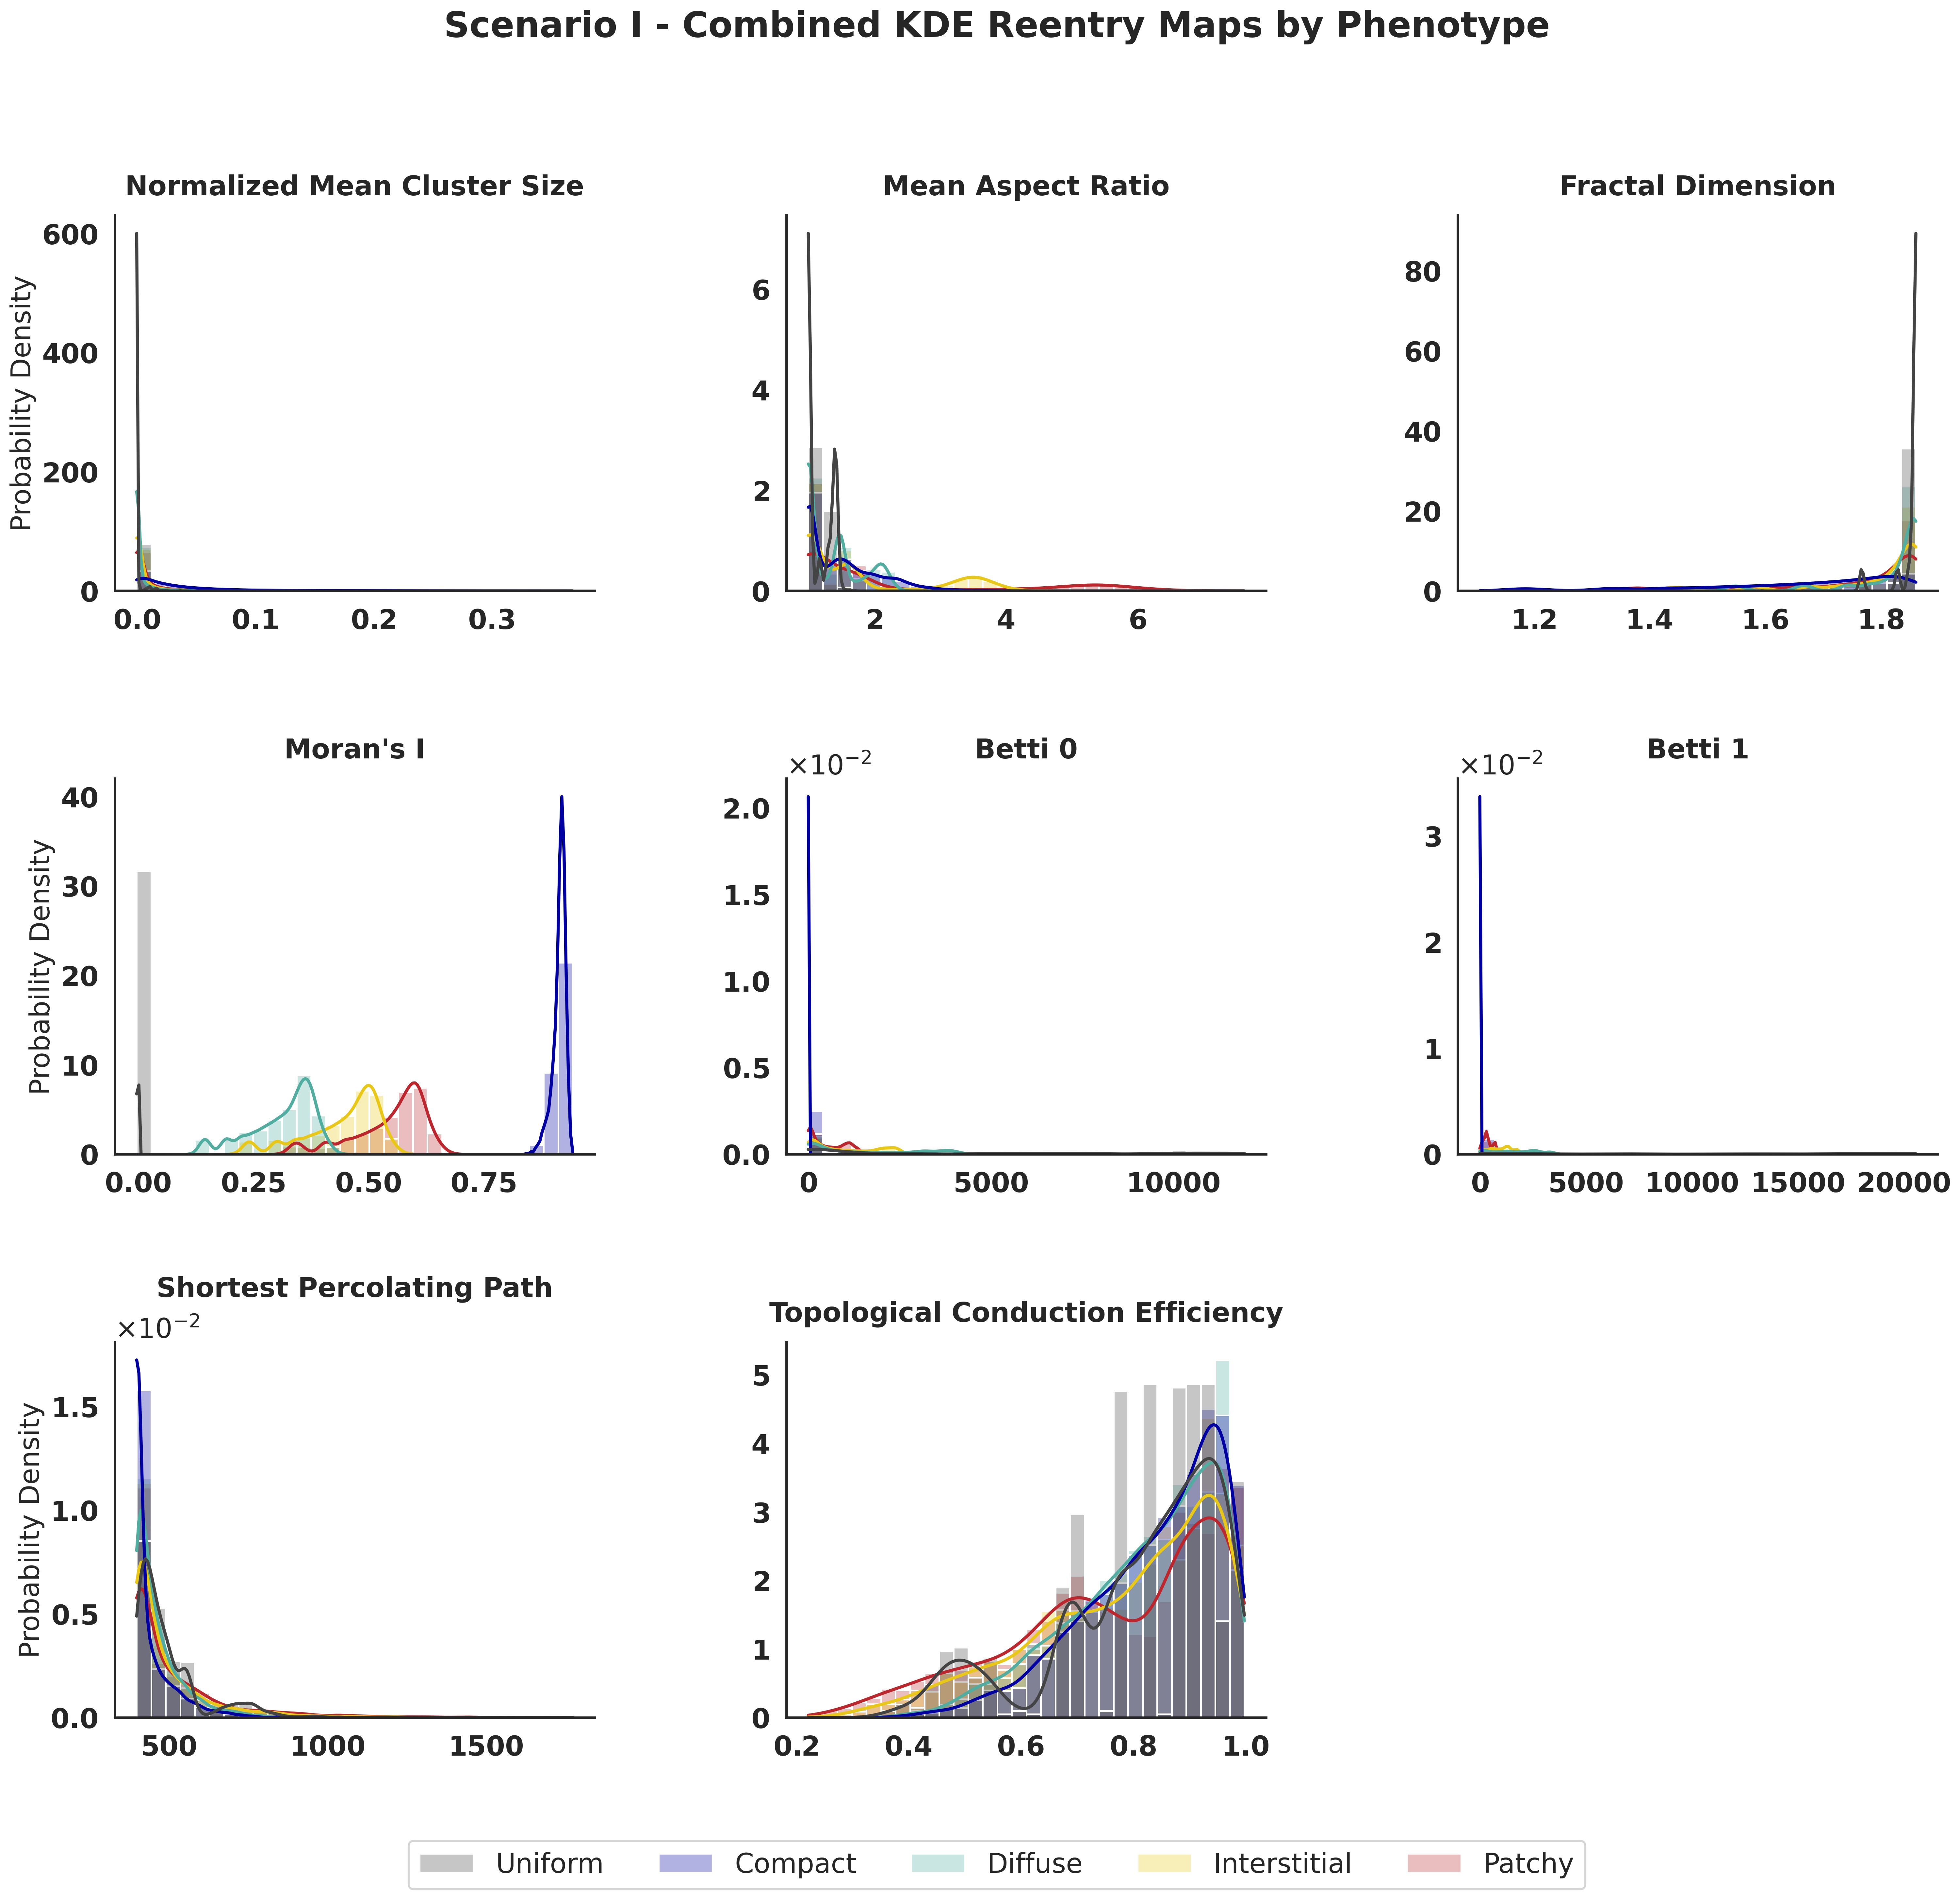 Scenario I - Combined KDE Reentry Maps by Phenotype
Normalized Mean Cluster Size
Probability Density
600
400
200
0
0.0 0.1 0.2 0.3
Mean Aspect Ratio
6
4
2
0
2 4 6
Fractal Dimension
80
60
40
20
0
1.2 1.4 1.6 1.8
Moran's I
Probability Density
40
30
20
10
0
0.00 0.25 0.50 0.75
Betti 0
×10⁻²
2.0
1.5
1.0
0.5
0.0
0 5000 10000
Betti 1
×10⁻²
3
2
1
0
0 5000 10000 15000 20000
Shortest Percolating Path
×10⁻²
Probability Density
1.5
1.0
0.5
0.0
500 1000 1500
Topological Conduction Efficiency
5
4
3
2
1
0
0.2 0.4 0.6 0.8 1.0
Uniform Compact Diffuse Interstitial Patchy